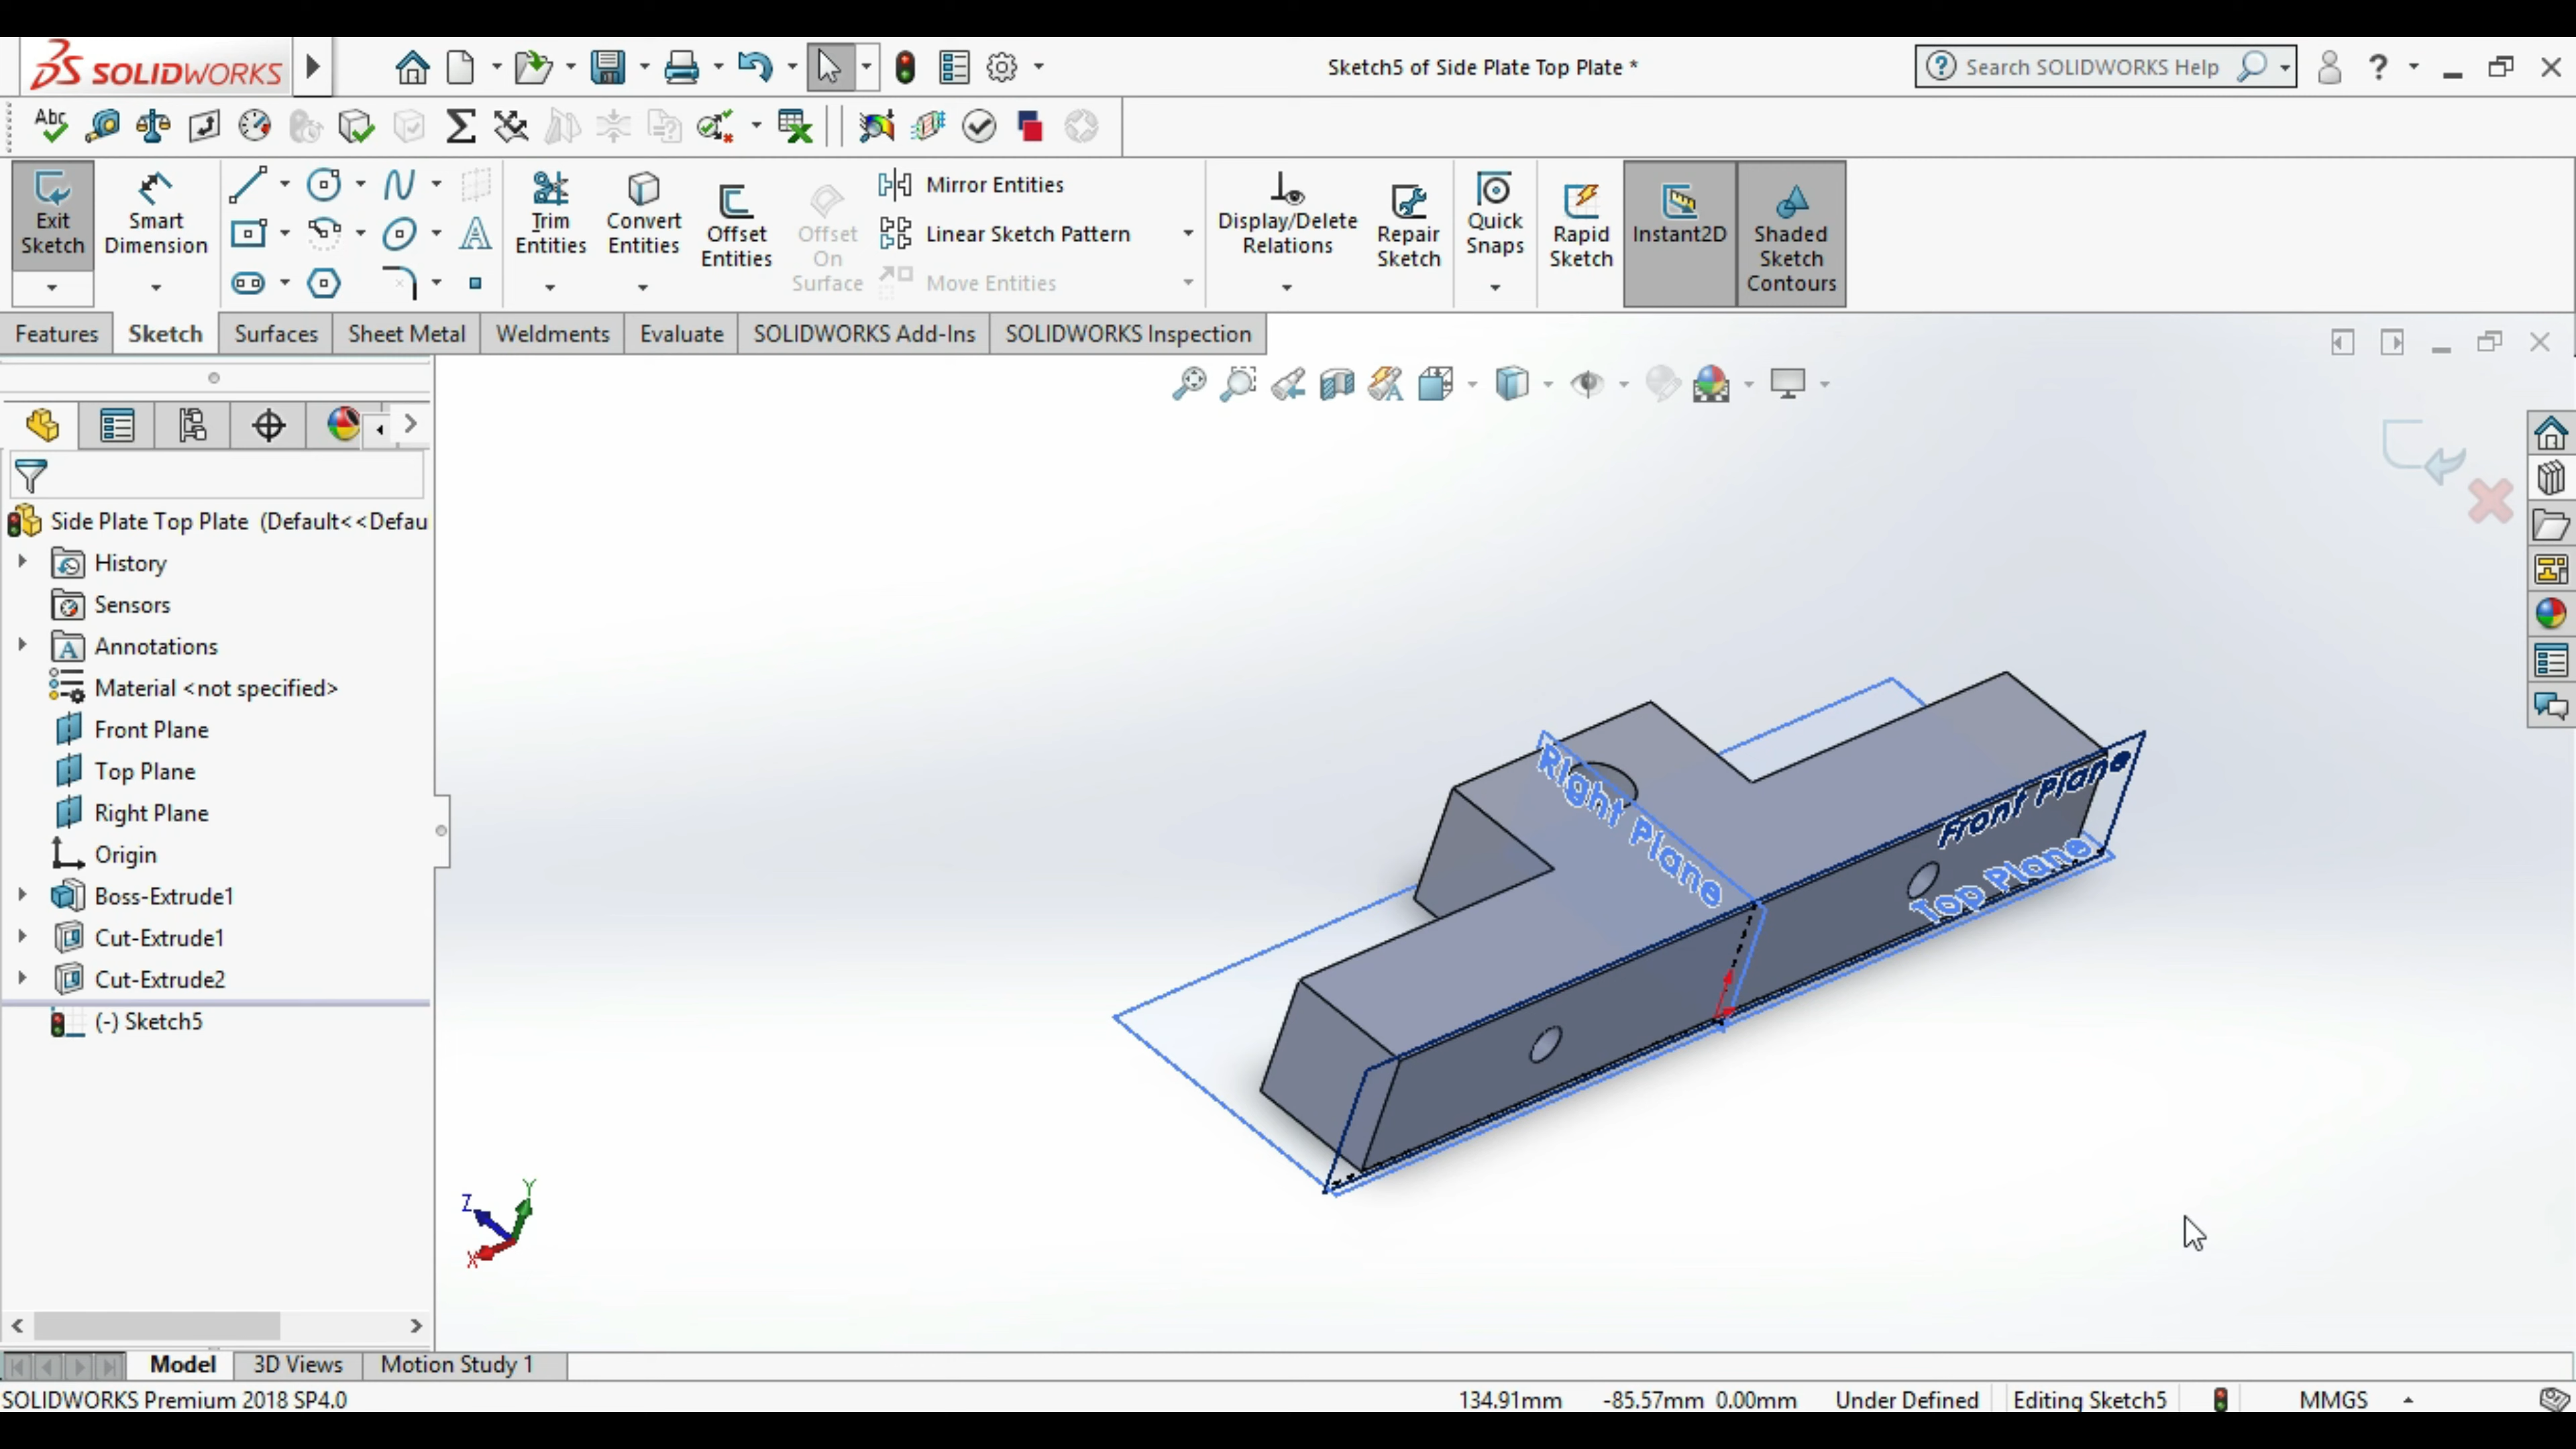 SOLIDWORKS
Sketch5 of Side Plate Top Plate *
Search SOLIDWORKS Help
?
Abc
Exit Sketch
Smart Dimension
Trim Entities
Convert Entities
Offset Entities
Offset On Surface
Mirror Entities
Linear Sketch Pattern
Move Entities
Display/Delete Relations
Repair Sketch
Quick Snaps
Rapid Sketch
Instant2D
Shaded Sketch Contours
Features
Sketch
Surfaces
Sheet Metal
Weldments
Evaluate
SOLIDWORKS Add-Ins
SOLIDWORKS Inspection
Side Plate Top Plate (Default<<Defau
History
Sensors
Annotations
Material <not specified>
Front Plane
Top Plane
Right Plane
Origin
Boss-Extrude1
Cut-Extrude1
Cut-Extrude2
(-) Sketch5
Right Plane
Front Plane
Top Plane
Y
Z
X
Model
3D Views
Motion Study 1
SOLIDWORKS Premium 2018 SP4.0
134.91mm
-85.57mm
0.00mm
Under Defined
Editing Sketch5
MMGS